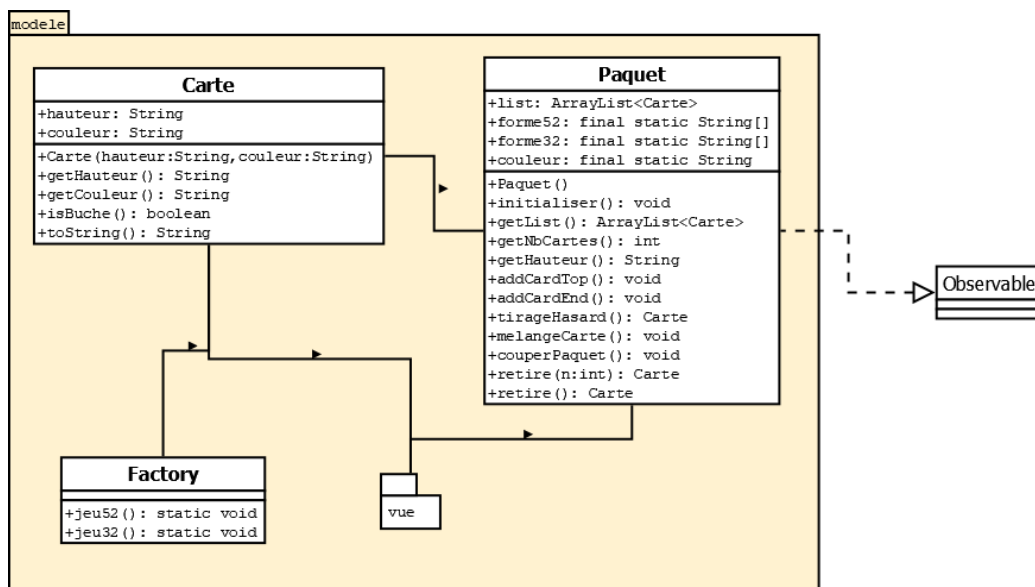 modele
Carte
+hauteur: String
+couleur: String
+Carte(hauteur:String,couleur:String)
+getHauteur(): String
+getCouleur(): String
+isBuche(): boolean
+toString(): String
Paquet
+list: ArrayList<Carte>
+forme52: final static String[]
+forme32: final static String[]
+couleur: final static String
+Paquet()
+initialiser(): void
+getList(): ArrayList<Carte>
+getNbCartes(): int
+getHauteur(): String
+addCardTop(): void
+addCardEnd(): void
+tirageHasard(): Carte
+melangeCarte(): void
+couperPaquet(): void
+retire(n:int): Carte
+retire(): Carte
Observable
Factory
+jeu52(): static void
+jeu32(): static void
vue